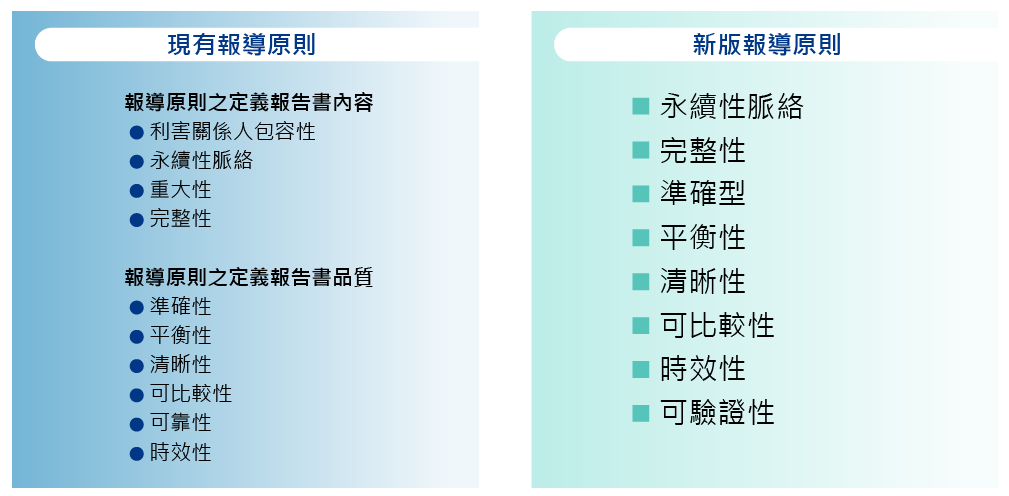 現有報導原則
報導原則之定義報告書內容
利害關係人包容性
永續性脈絡
重大性
完整性
報導原則之定義報告書品質
準確性
平衡性
清晰性
可比較性
可靠性
時效性
新版報導原則
永續性脈絡
完整性
準確型
平衡性
清晰性
可比較性
時效性
可驗證性